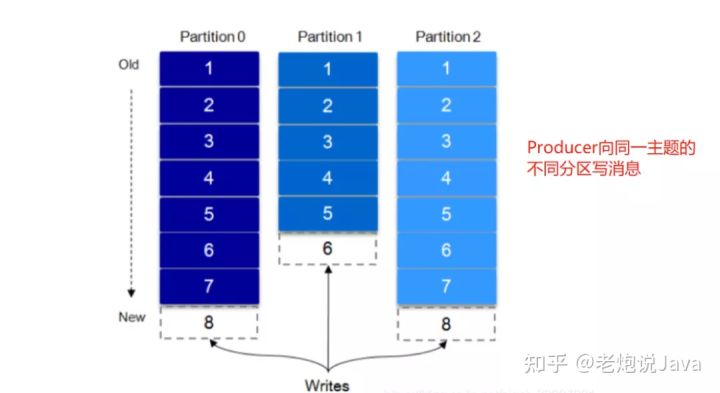 Partition 0 Partition 1 Partition 2
Old
1 1 1
2 2 2
3 3 3
Producer向同一主题的
不同分区写消息
4 4 4
5 5 5
6 6 6
7 7
New
8 8
Writes
知乎 @老炮说Java